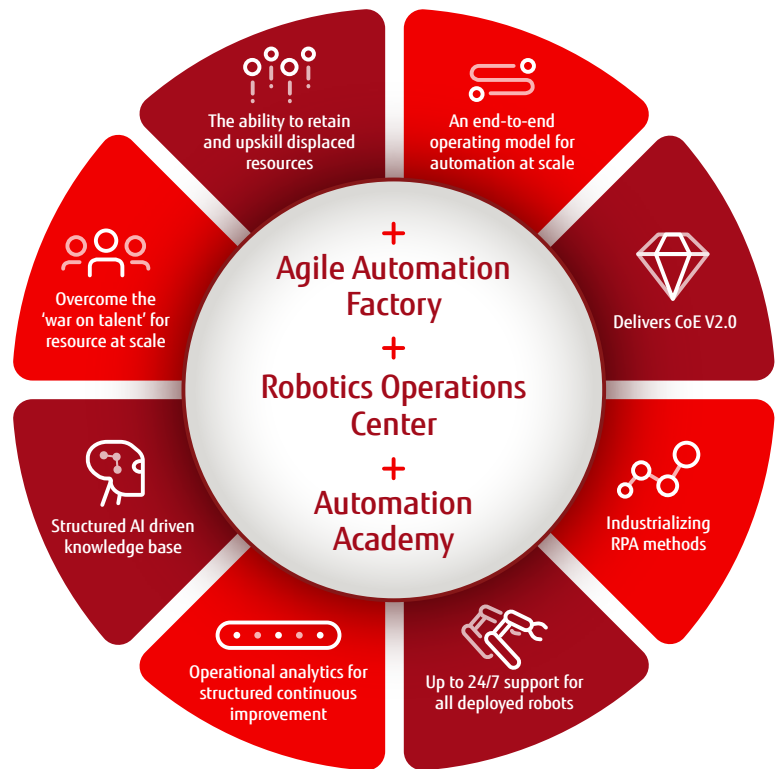 The ability to retain
and upskill displaced
resources
An end-to-end
operating model for
automation at scale
Overcome the
‘war on talent’ for
resource at scale
Delivers CoE V2.0
+
Agile Automation
Factory
+
Robotics Operations
Center
+
Automation
Academy
Structured AI driven
knowledge base
Industrializing
RPA methods
Operational analytics for
structured continuous
improvement
Up to 24/7 support for
all deployed robots